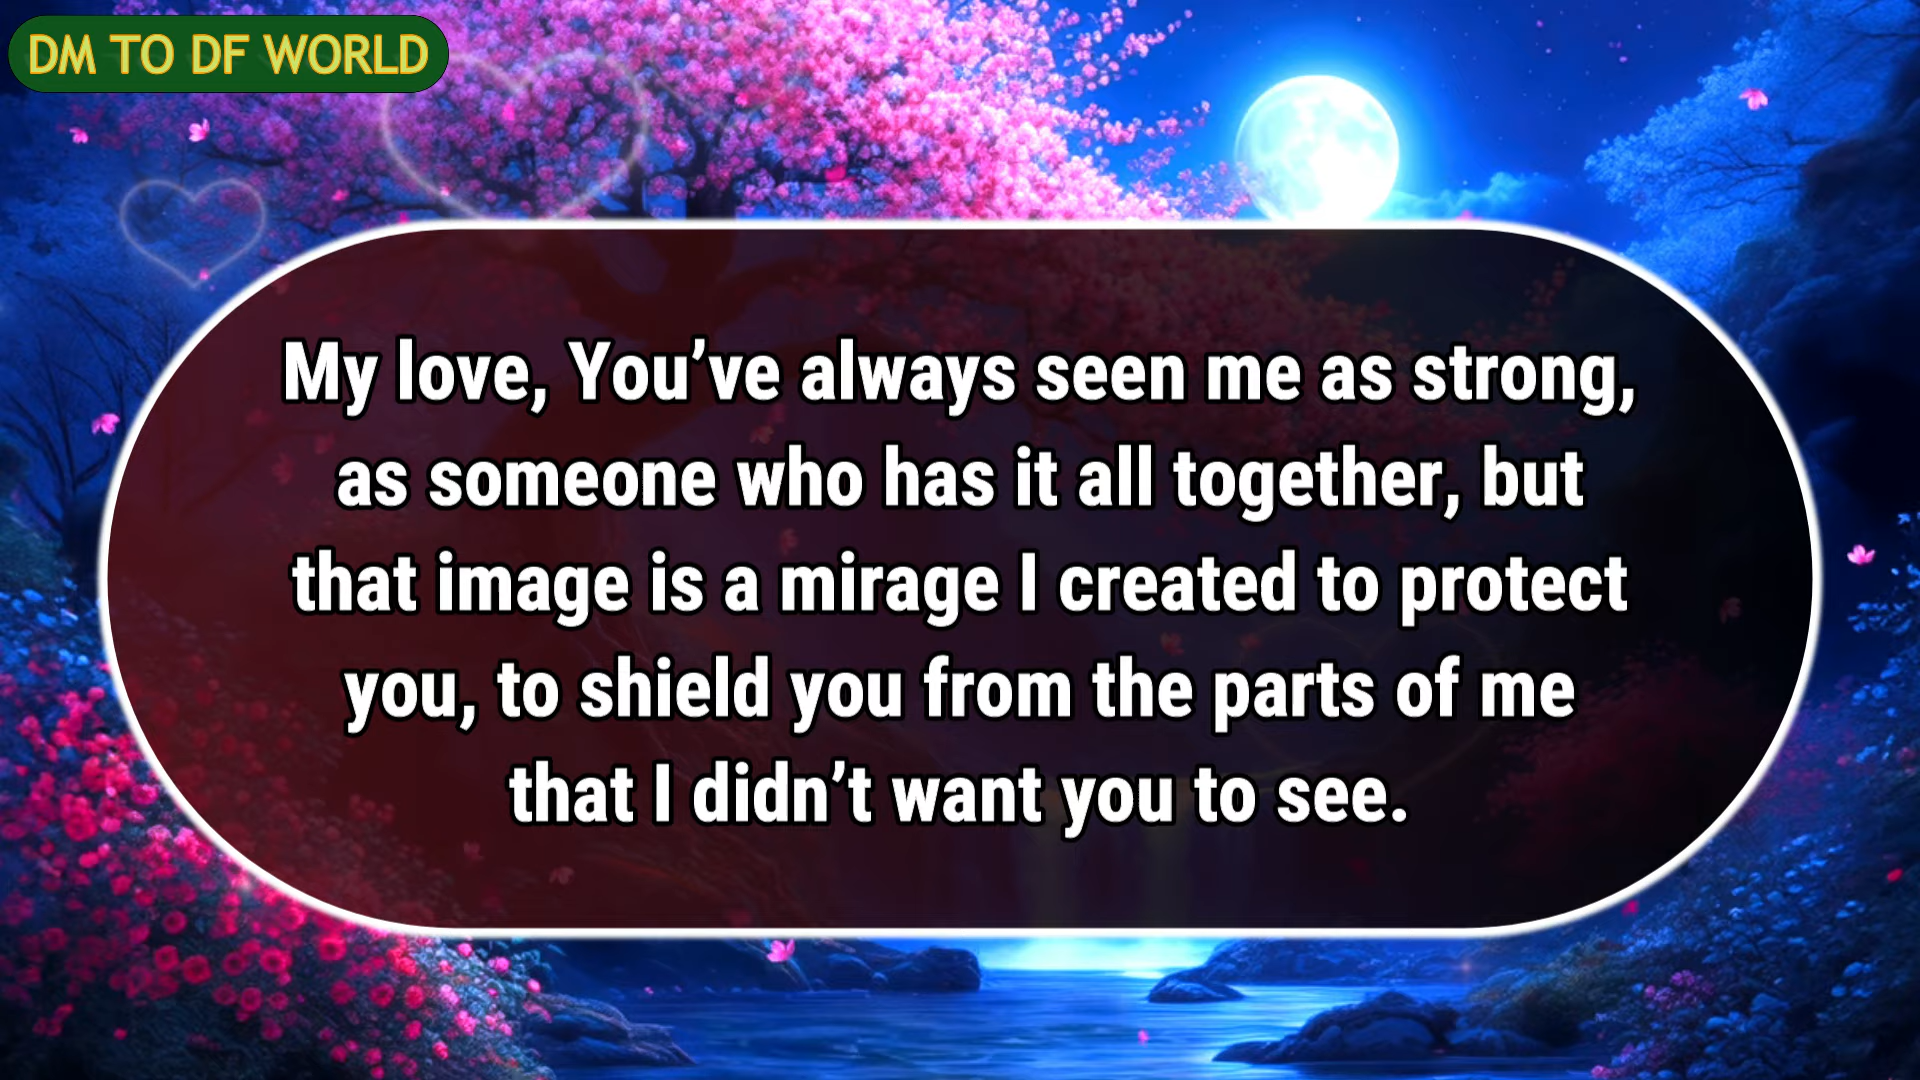 DM TO DF WORLD
My love, You’ve always seen me as strong,
as someone who has it all together, but
that image is a mirage I created to protect
you, to shield you from the parts of me
that I didn’t want you to see.